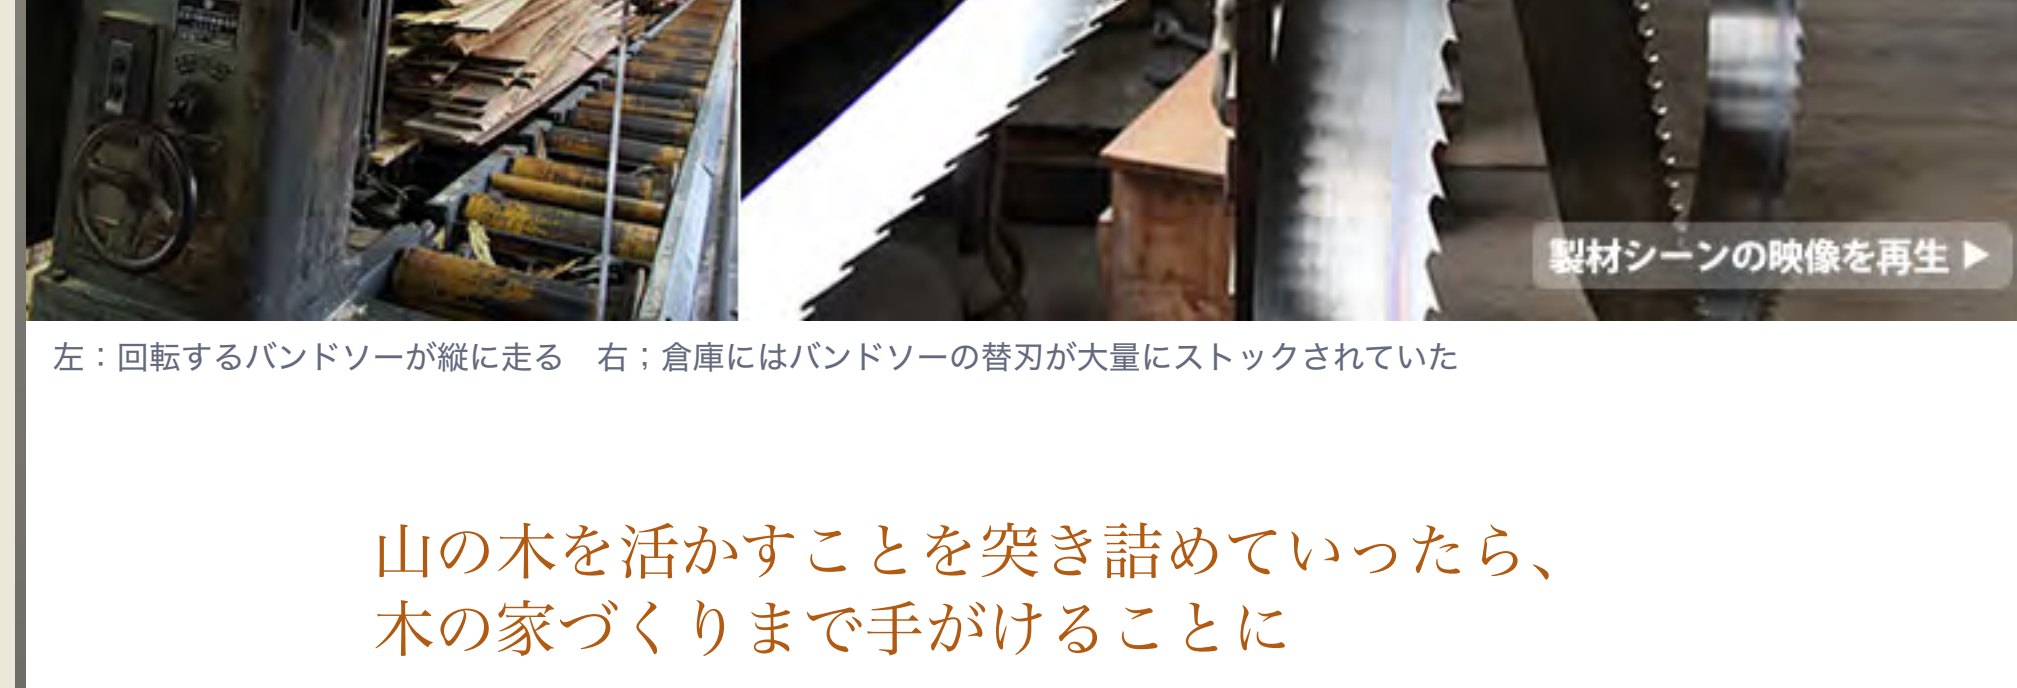 製材シーンの映像を再生 ▶
左：回転するバンドソーが縦に走る　右；倉庫にはバンドソーの替刃が大量にストックされていた
山の木を活かすことを突き詰めていったら、
木の家づくりまで手がけることに